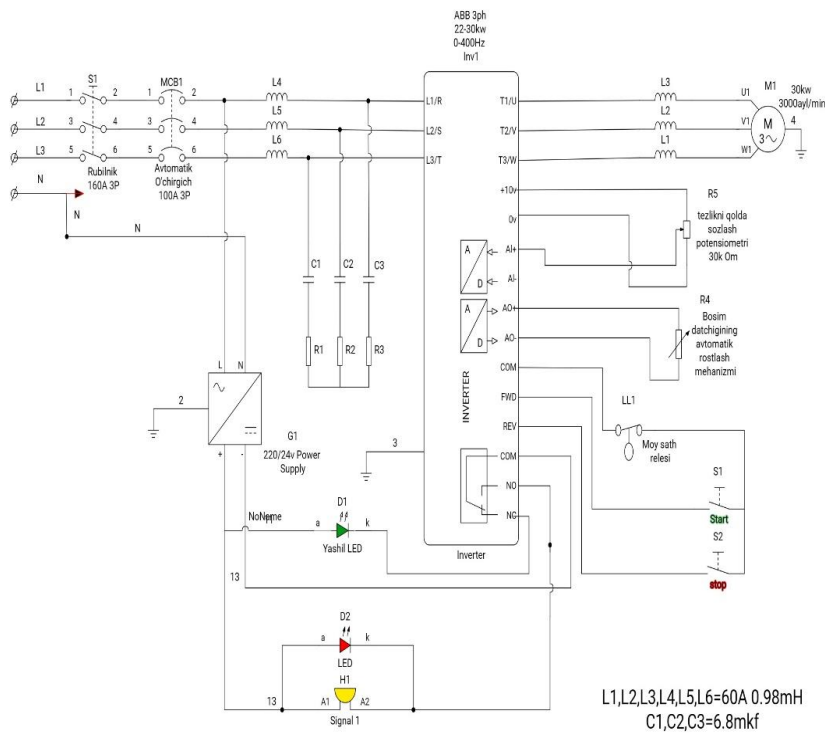 ABB 3ph
22-30kw
0-400Hz
Inv1
L1
1
S1
2
1
MCB1
2
L4
L1/R
T1/U
L3
U1
M1
30kw
3000ayl/min
L2
3
4
3
4
L5
L2/S
T2/V
L2
V1
M
3
4
L3
5
6
5
6
L6
L3/T
T3/W
L1
W1
N
Rubilnik
160A 3P
Avtomatik
O'chirgich
100A 3P
N
N
+10v
0v
AI+
AI-
AO+
AO-
COM
FWD
REV
COM
NO
NC
A
D
A
D
INVERTER
Inverter
R5
tezlikni qolda
sozlash
potensiometri
30k Om
R4
Bosim
datchigining
avtomatik
rostlash
mehanizmi
C1
C2
C3
R1
R2
R3
L
N
2
G1
220/24v Power
Supply
+
-
3
LL1
Moy sath
relesi
S1
Start
S2
stop
NoName
a
D1
k
Yashil LED
13
D2
a
k
LED
H1
13
A1
A2
Signal 1
L1,L2,L3,L4,L5,L6=60A 0.98mH
C1,C2,C3=6.8mkf